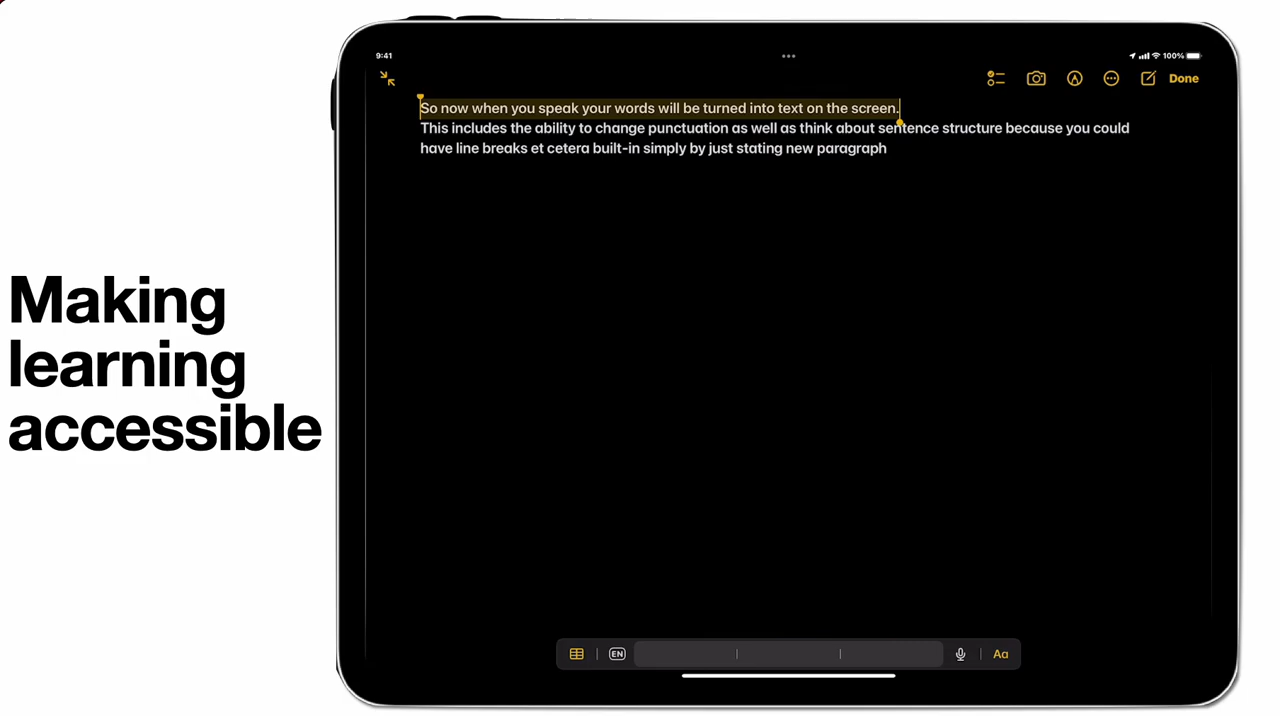 Making
learning
accessible
9:41
100%
Done
So now when you speak your words will be turned into text on the screen.
This includes the ability to change punctuation as well as think about sentence structure because you could
have line breaks et cetera built-in simply by just stating new paragraph
EN
Aa